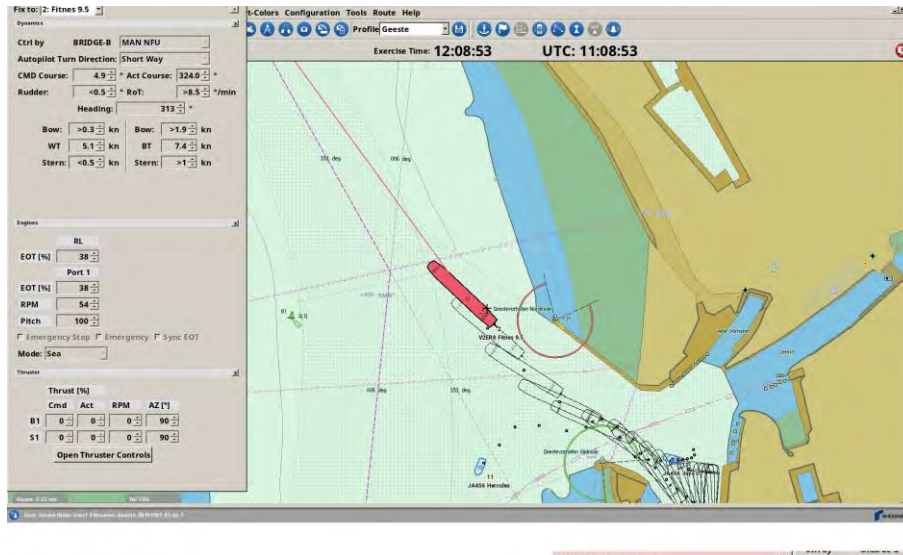 Fix to: 2: Fitnes 9.5
t-Colors Configuration Tools Route Help
Profile Geeste
Exercise Time: 12:08:53 UTC: 11:08:53
Dynamics
Ctrl by BRIDGE-B MAN NFU
Autopilot Turn Direction: Short Way
CMD Course: 4.9 ° Act Course: 324.0 °
Rudder: <0.5 ° RoT: >8.5 °/min
Heading: 313 °
Bow: >0.3 kn Bow: >1.9 kn
WT 5.1 kn BT 7.4 kn
Stern: <0.5 kn Stern: >1 kn
Engines
RL
EOT [%] 38
Port 1
EOT [%] 38
RPM 54
Pitch 100
Emergency Stop Emergency Sync EOT
Mode: Sea
Thruster
Thrust [%]
Cmd Act RPM AZ [°]
B1 0 0 0 90
S1 0 0 0 90
Open Thruster Controls
151 deg
006 deg
Geestevorhafen-Nordmole
V2ER8 Fitnes 9.5
006 deg
151 deg
Geestevorhafen-Südmole
11
JA456 Hercules
Geeste